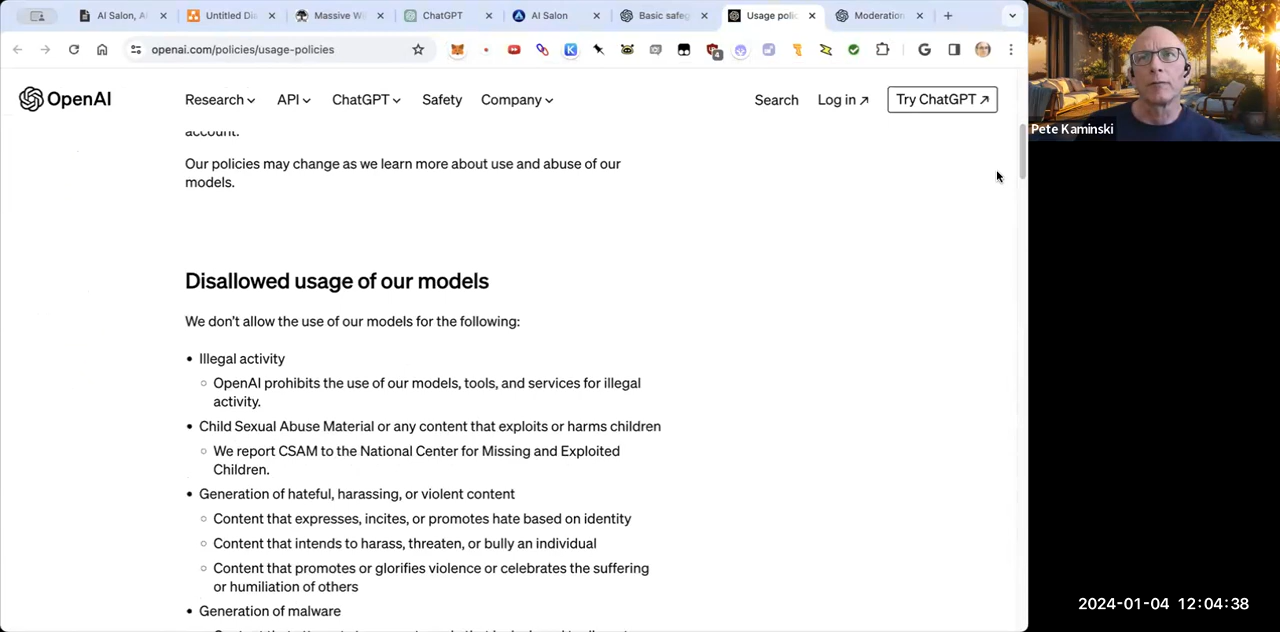 AI Salon, A
Untitled Di
Massive W
ChatGPT
AI Salon
Basic safe
Usage poli
Moderation
openai.com/policies/usage-policies
4
OpenAI
Research
API
ChatGPT
Safety
Company
Search
Log in ↗
Try ChatGPT ↗
account.
Our policies may change as we learn more about use and abuse of our
models.
Disallowed usage of our models
We don't allow the use of our models for the following:
• Illegal activity
○ OpenAI prohibits the use of our models, tools, and services for illegal
activity.
• Child Sexual Abuse Material or any content that exploits or harms children
○ We report CSAM to the National Center for Missing and Exploited
Children.
• Generation of hateful, harassing, or violent content
○ Content that expresses, incites, or promotes hate based on identity
○ Content that intends to harass, threaten, or bully an individual
○ Content that promotes or glorifies violence or celebrates the suffering
or humiliation of others
• Generation of malware
Pete Kaminski
2024-01-04 12:04:38